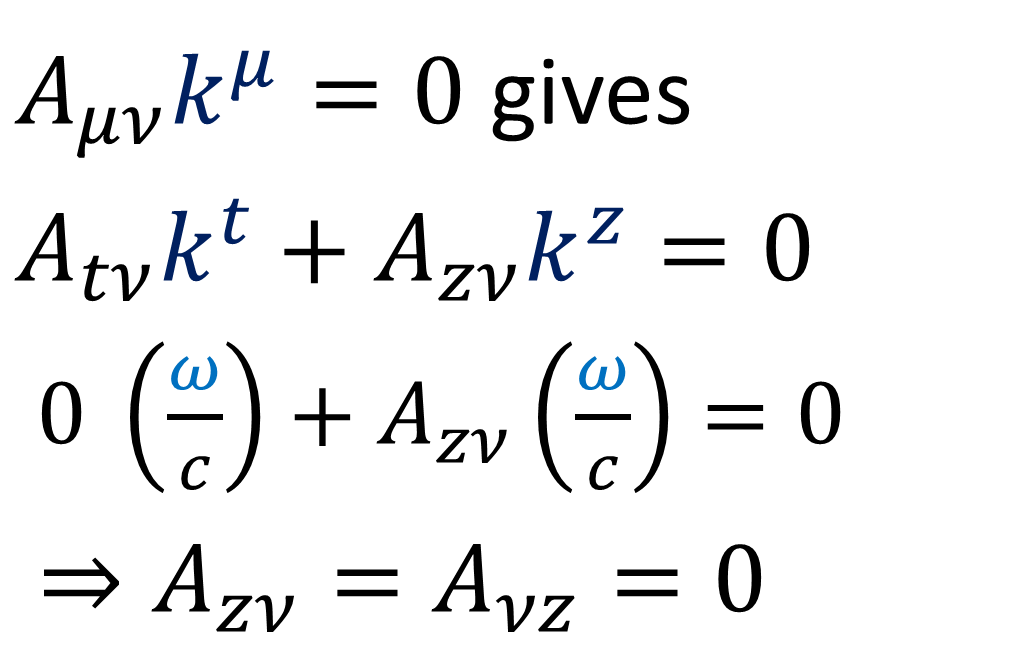 A_{μν}k^μ = 0 gives
A_{tν}k^t + A_{zν}k^z = 0
0 (ω/c) + A_{zν} (ω/c) = 0
⇒ A_{zν} = A_{νz} = 0